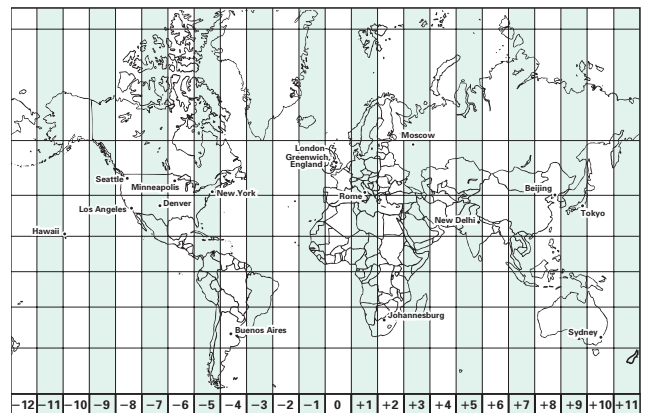 Moscow
London
Greenwich,
England
Seattle
Minneapolis
New York
Rome
Beijing
Denver
Los Angeles
Tokyo
New Delhi
Hawaii
Johannesburg
Buenos Aires
Sydney
−12 −11 −10 −9 −8 −7 −6 −5 −4 −3 −2 −1 0 +1 +2 +3 +4 +5 +6 +7 +8 +9 +10 +11